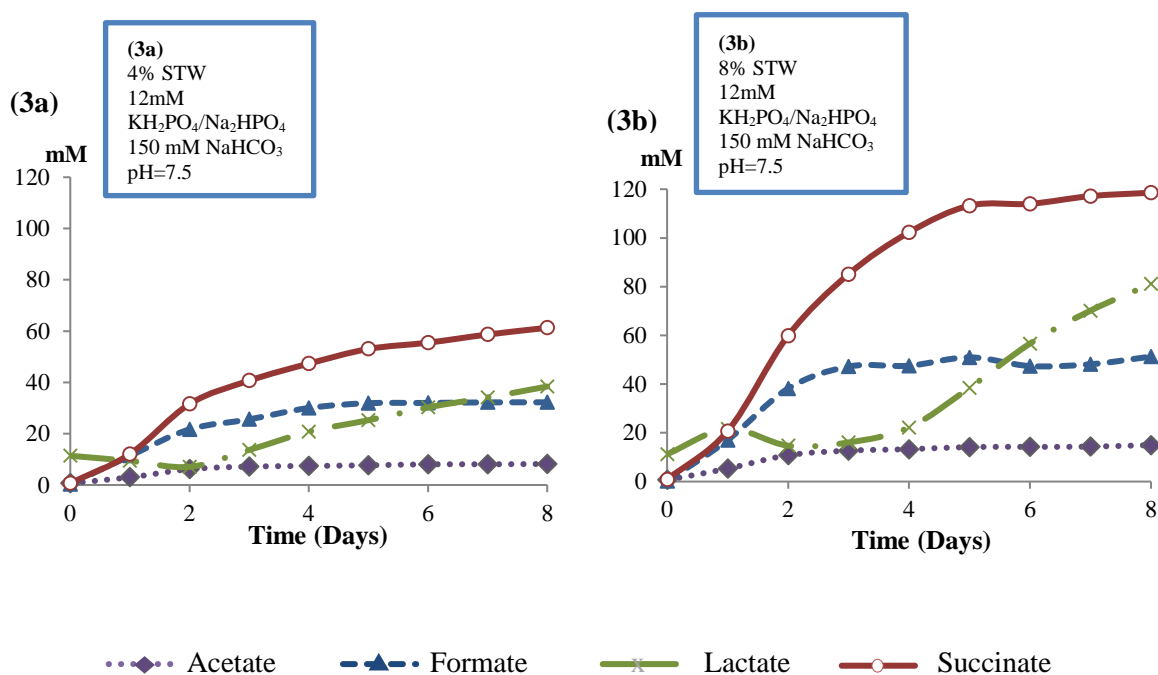 (3a)
4% STW
12mM
KH₂PO₄/Na₂HPO₄
150 mM NaHCO₃
pH=7.5
(3a)
mM
120
100
80
60
40
20
0
0
2
4
6
8
Time (Days)
(3b)
8% STW
12mM
KH₂PO₄/Na₂HPO₄
150 mM NaHCO₃
pH=7.5
(3b)
mM
120
100
80
60
40
20
0
0
2
4
6
8
Time (Days)
Acetate
Formate
Lactate
Succinate